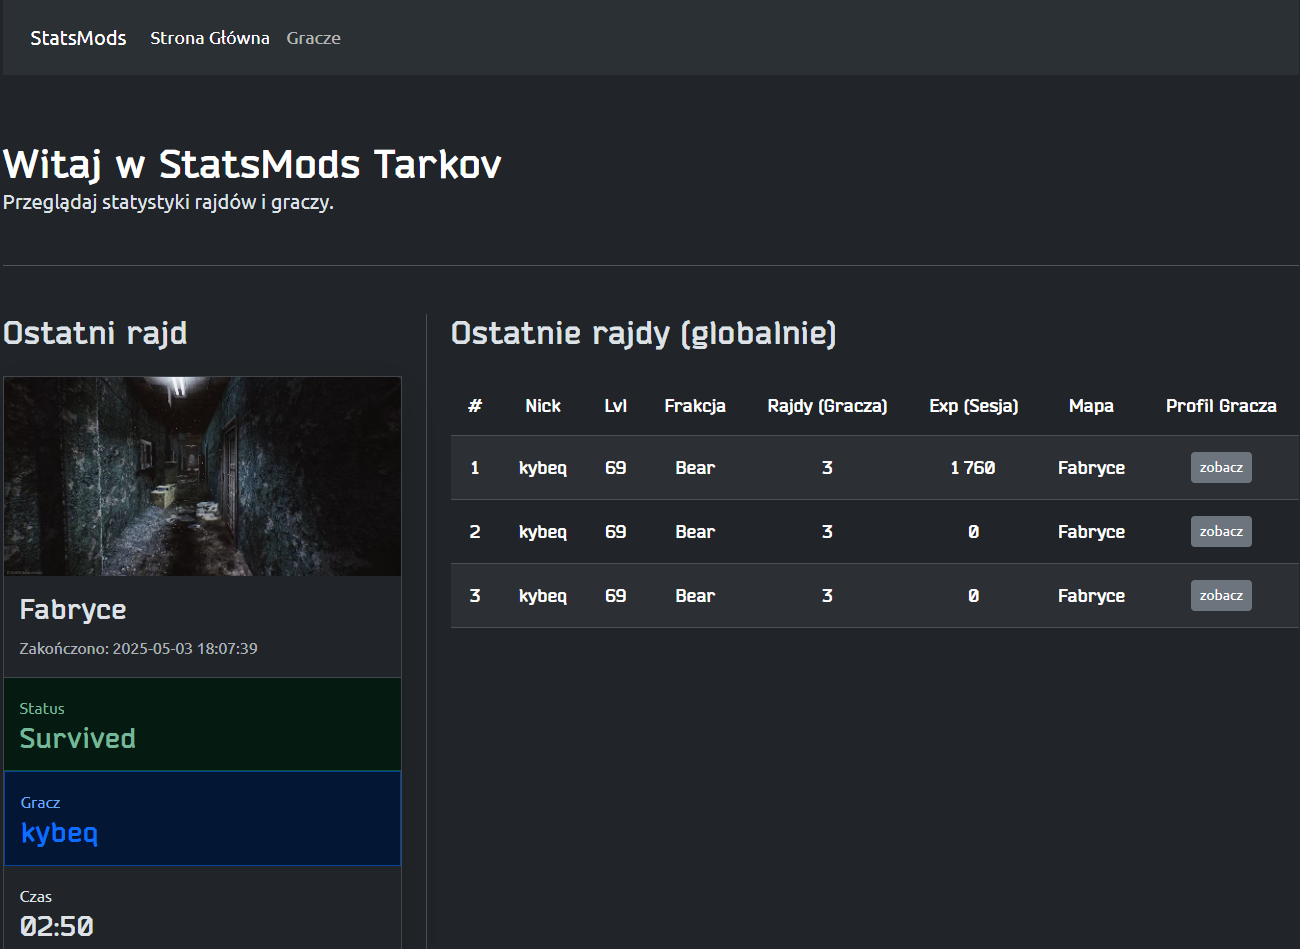 StatsMods Strona Główna Gracze
Witaj w StatsMods Tarkov
Przeglądaj statystyki rajdów i graczy.
Ostatni rajd
Fabryce
Zakończono: 2025-05-03 18:07:39
Status
Survived
Gracz
kybeq
Czas
02:50
Ostatnie rajdy (globalnie)
# Nick Lvl Frakcja Rajdy (Gracza) Exp (Sesja) Mapa Profil Gracza
1 kybeq 69 Bear 3 1 760 Fabryce zobacz
2 kybeq 69 Bear 3 0 Fabryce zobacz
3 kybeq 69 Bear 3 0 Fabryce zobacz